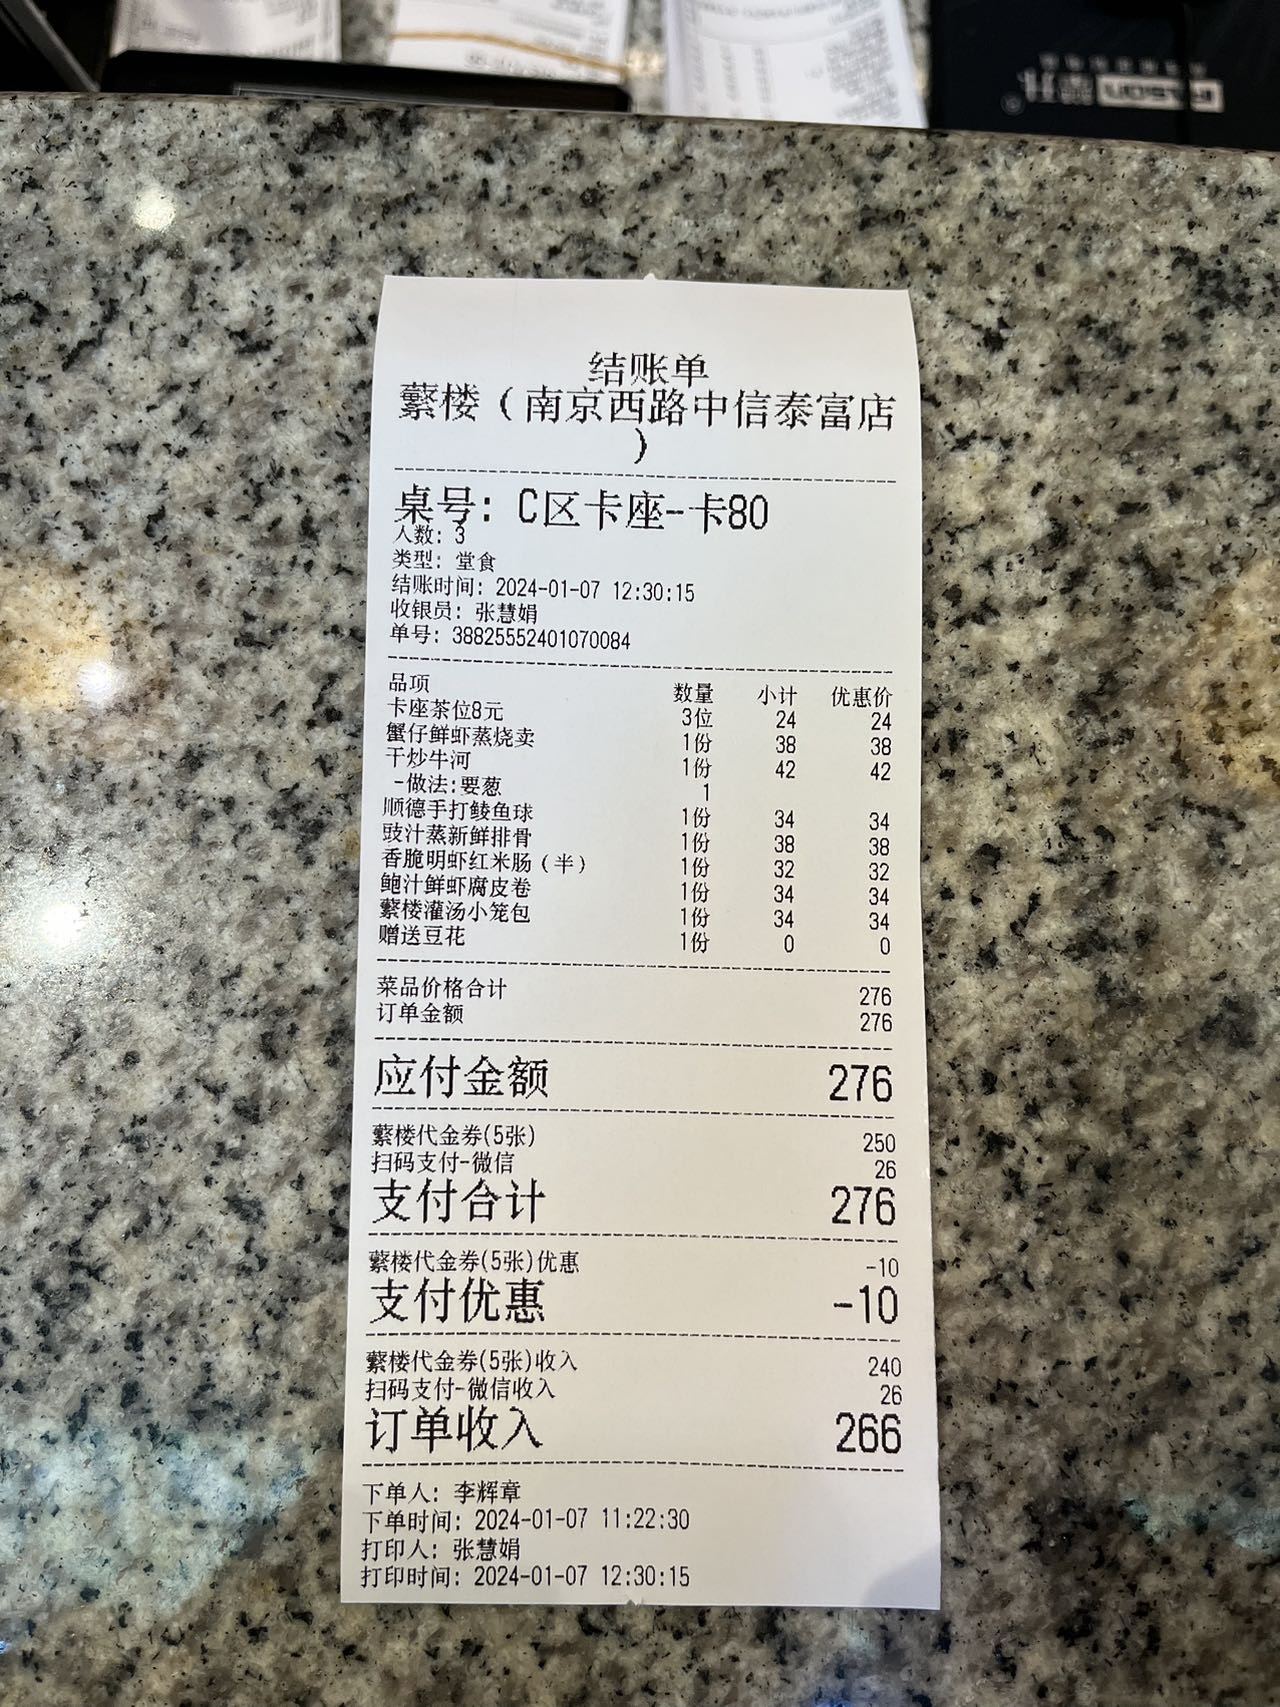 结账单
蘩楼（南京西路中信泰富店
）
桌号: C区卡座-卡80
人数: 3
类型: 堂食
结账时间: 2024-01-07 12:30:15
收银员: 张慧娟
单号: 38825552401070084
品项 数量 小计 优惠价
卡座茶位8元 3位 24 24
蟹仔鲜虾蒸烧卖 1份 38 38
干炒牛河 1份 42 42
-做法:要葱 1
顺德手打鲮鱼球 1份 34 34
豉汁蒸新鲜排骨 1份 38 38
香脆明虾红米肠（半） 1份 32 32
鲍汁鲜虾腐皮卷 1份 34 34
蘩楼灌汤小笼包 1份 34 34
赠送豆花 1份 0 0
菜品价格合计 276
订单金额 276
应付金额 276
蘩楼代金券(5张) 250
扫码支付-微信 26
支付合计 276
蘩楼代金券(5张)优惠 -10
支付优惠 -10
蘩楼代金券(5张)收入 240
扫码支付-微信收入 26
订单收入 266
下单人: 李辉章
下单时间: 2024-01-07 11:22:30
打印人: 张慧娟
打印时间: 2024-01-07 12:30:15